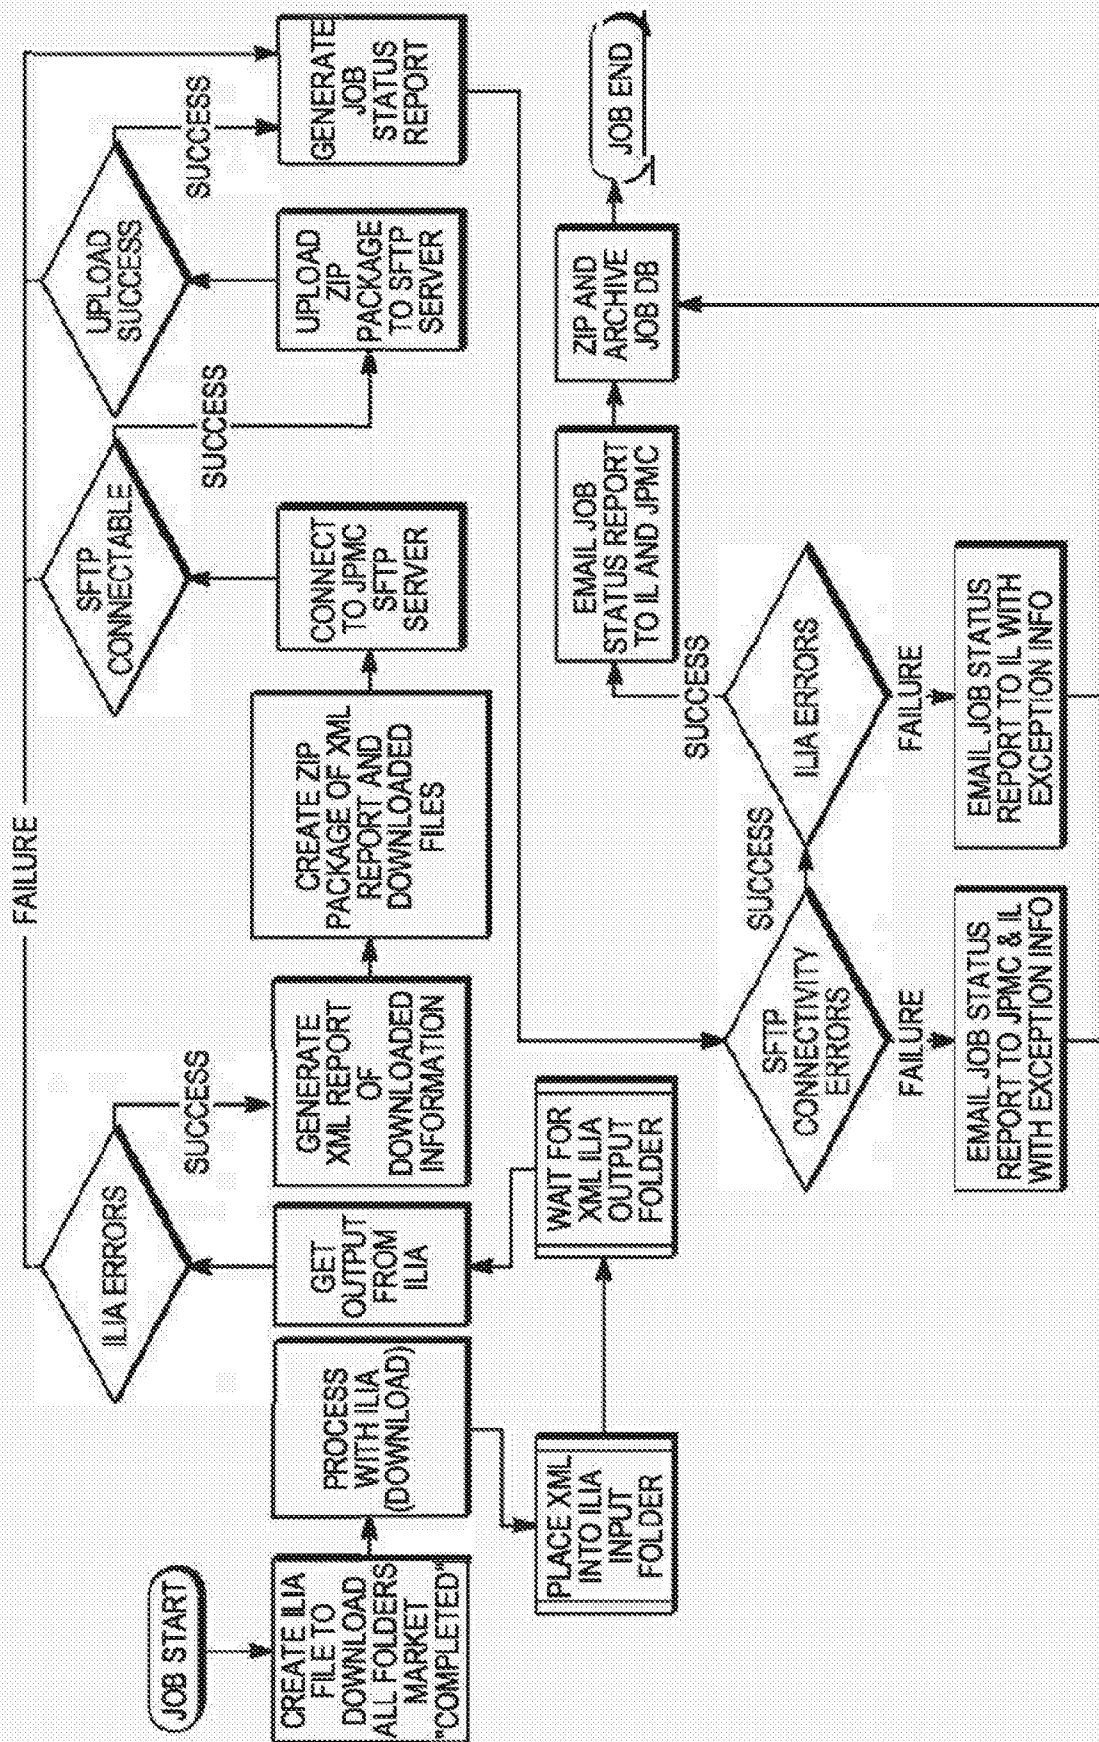 JOB START
CREATE ILIA
FILE TO
DOWNLOAD
ALL FOLDERS
MARKET
"COMPLETED"
PROCESS
WITH ILIA
(DOWNLOAD)
PLACE XML
INTO ILIA
INPUT
FOLDER
WAIT FOR
XML ILIA
OUTPUT
FOLDER
GET
OUTPUT
FROM
ILIA
ILIA ERRORS
FAILURE
SUCCESS
GENERATE
XML REPORT
OF
DOWNLOADED
INFORMATION
CREATE ZIP
PACKAGE OF XML
REPORT AND
DOWNLOADED
FILES
CONNECT
TO JPMC
SFTP
SERVER
SFTP
CONNECTABLE
SUCCESS
UPLOAD
ZIP
PACKAGE
TO SFTP
SERVER
UPLOAD
SUCCESS
SUCCESS
GENERATE
JOB
STATUS
REPORT
SFTP
CONNECTIVITY
ERRORS
FAILURE
EMAIL JOB STATUS
REPORT TO JPMC & IL
WITH EXCEPTION INFO
SUCCESS
ILIA ERRORS
FAILURE
EMAIL JOB STATUS
REPORT TO IL WITH
EXCEPTION INFO
SUCCESS
EMAIL JOB
STATUS REPORT
TO IL AND JPMC
ZIP AND
ARCHIVE
JOB DB
JOB END